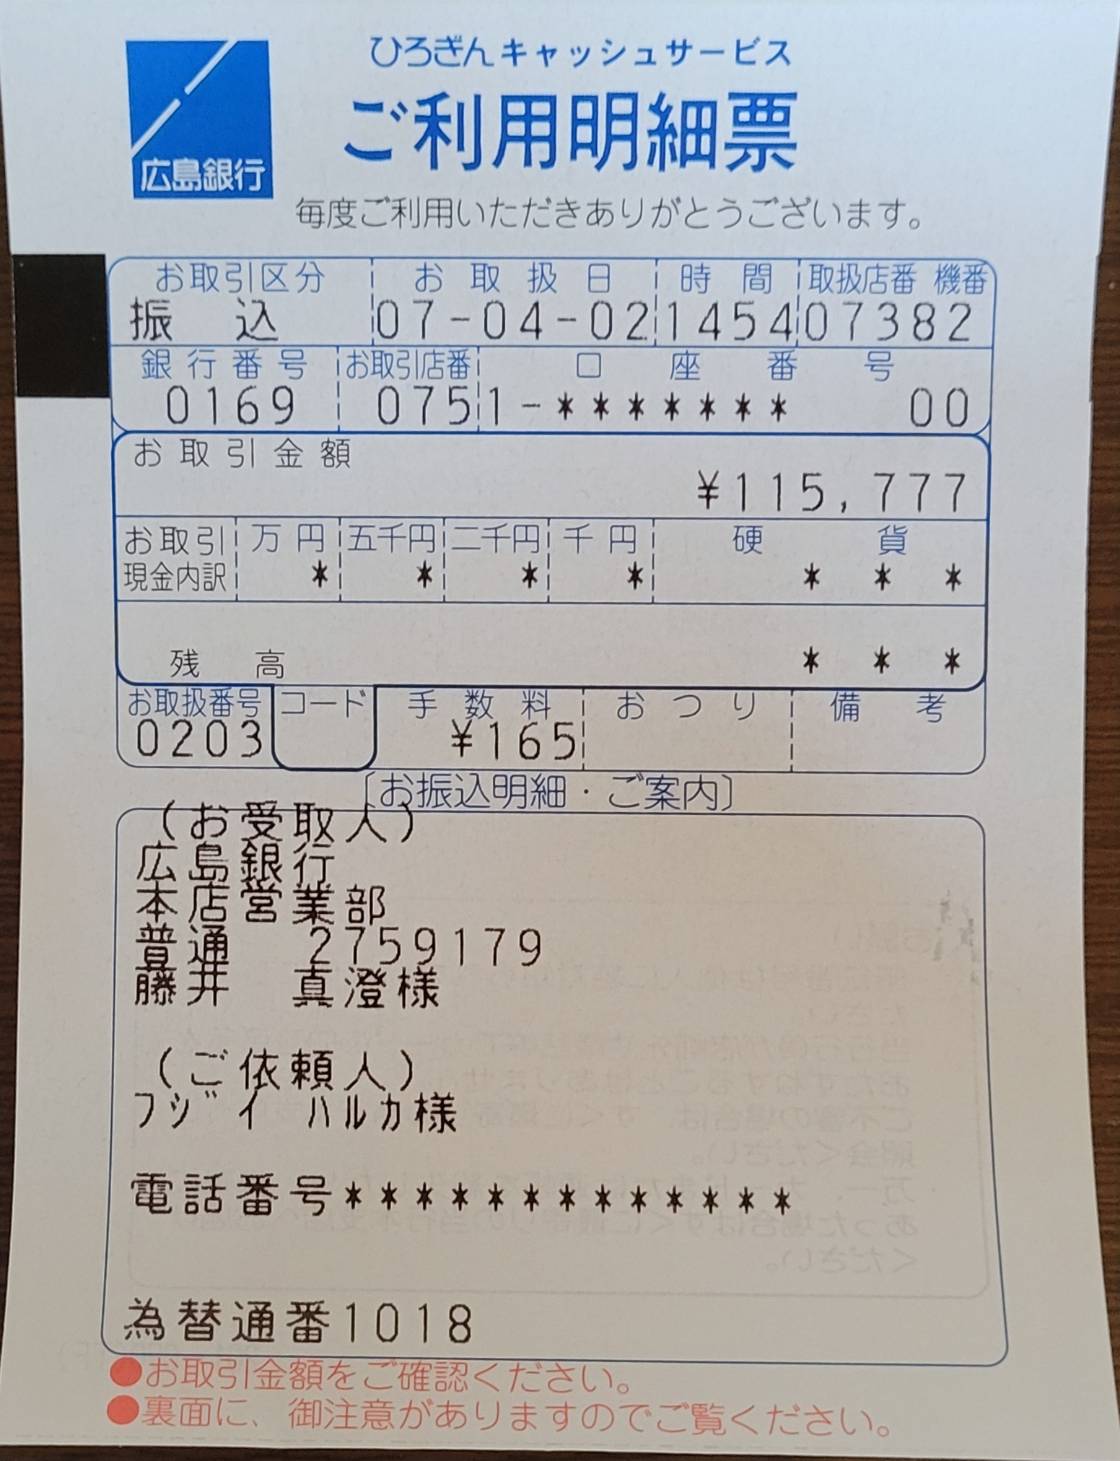 ひろぎんキャッシュサービス
ご利用明細票
広島銀行
毎度ご利用いただきありがとうございます。
お取引区分 お取扱日 時間 取扱店番 機番
振 込 07-04-02 1454 07382
銀行番号 お取引店番 口座番号
0169 0751 1-******* 00
お取引金額
¥115,777
お取引 万円 五千円 二千円 千円 硬貨
現金内訳 * * * * * * *
残 高 * * *
お取扱番号 コード 手数料 おつり 備考
0203 ¥165
〔お振込明細・ご案内〕
(お受取人)
広島銀行
本店営業部
普通 2759179
藤井 真澄様
(ご依頼人)
フジイ ハルカ様
電話番号*************
為替通番1018
●お取引金額をご確認ください。
●裏面に、御注意がありますのでご覧ください。